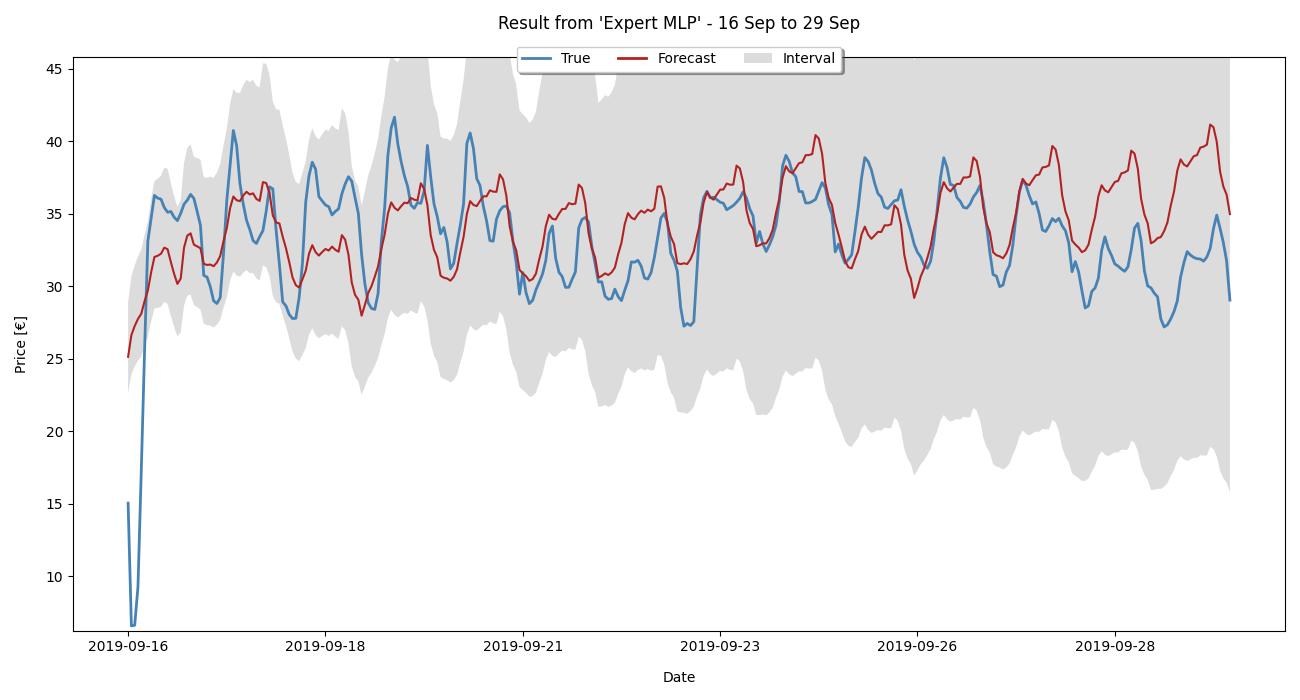 Result from 'Expert MLP' - 16 Sep to 29 Sep
True Forecast Interval
45
40
35
30
25
20
15
10
Price [€]
2019-09-16 2019-09-18 2019-09-21 2019-09-23 2019-09-26 2019-09-28
Date